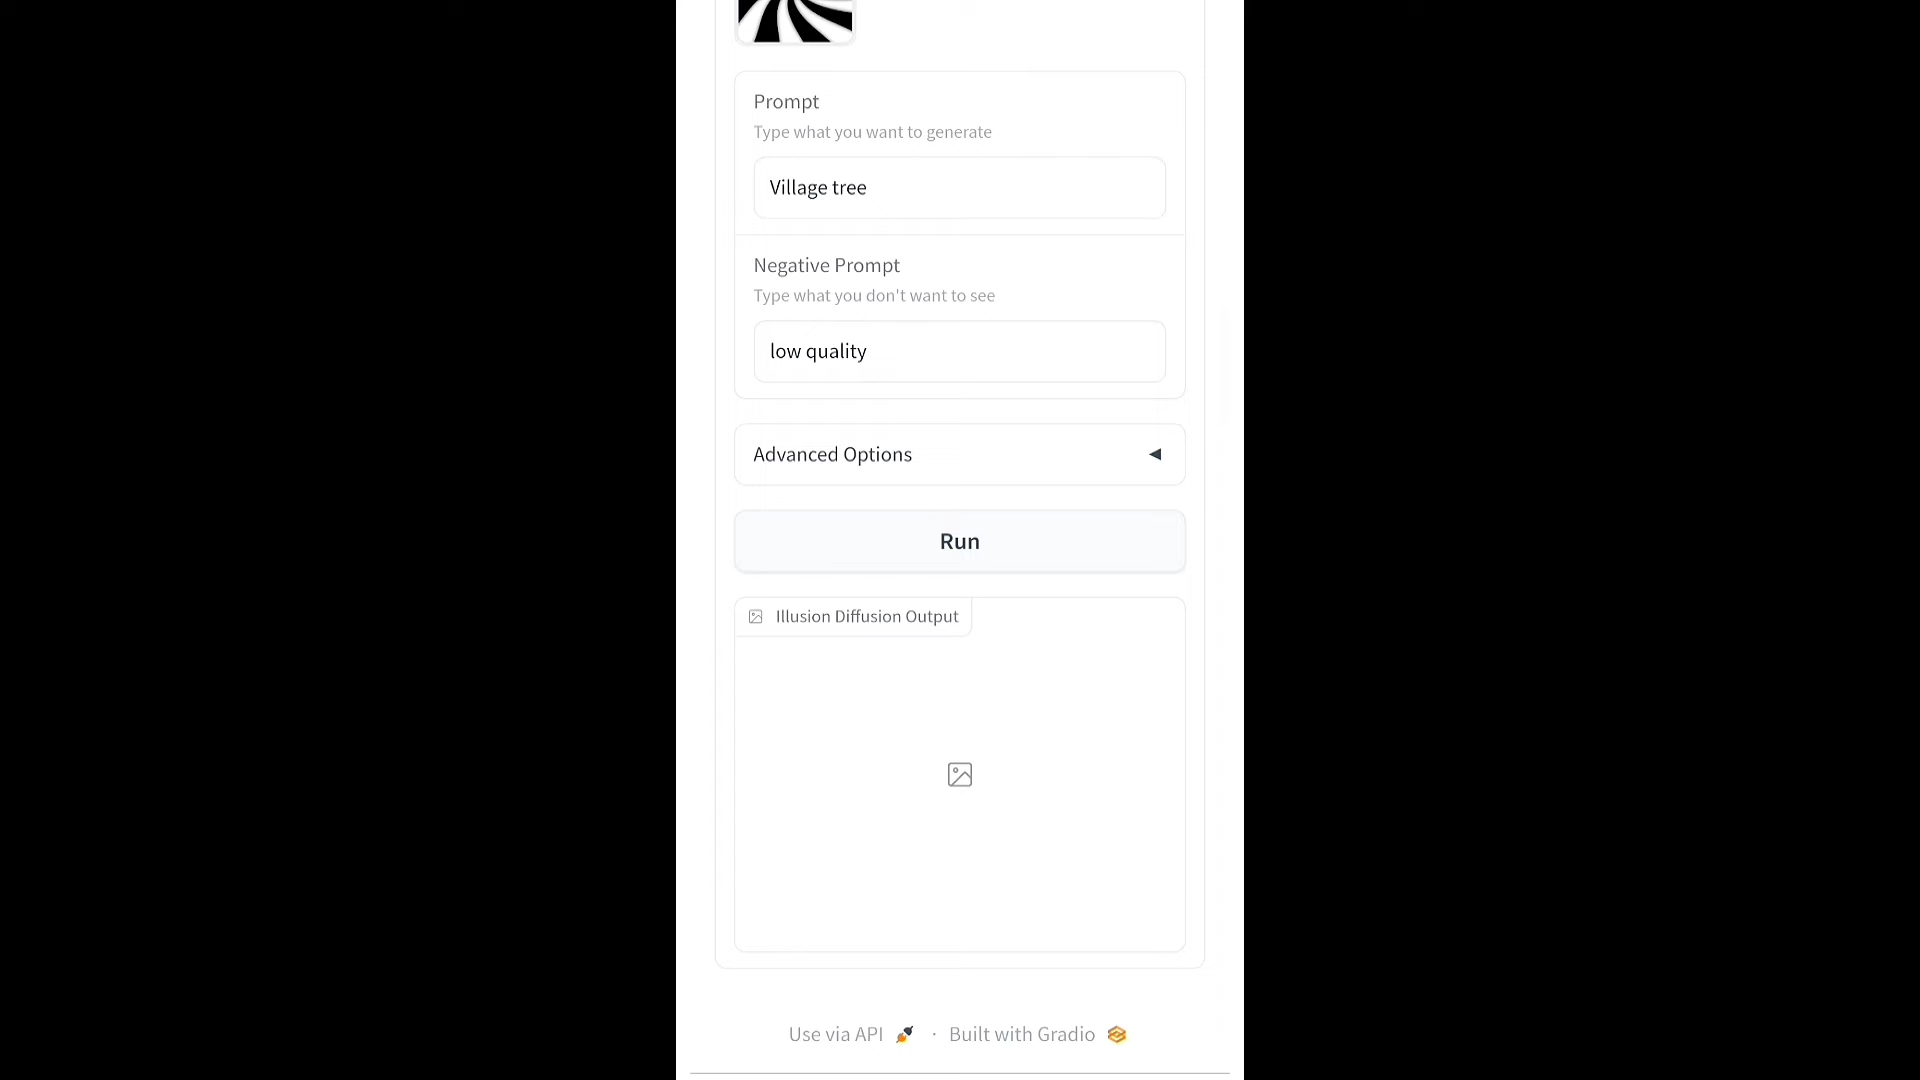 Prompt
Type what you want to generate
Village tree
Negative Prompt
Type what you don't want to see
low quality
Advanced Options
Run
Illusion Diffusion Output
Use via API · Built with Gradio